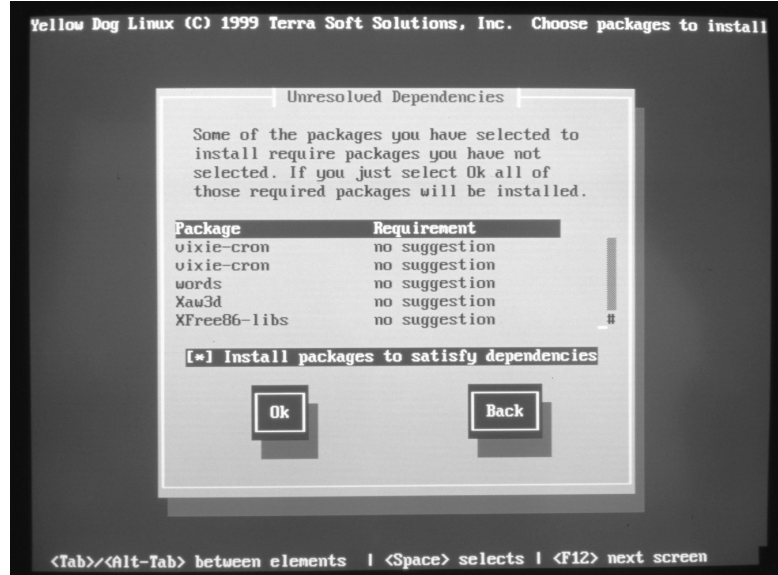 Yellow Dog Linux (C) 1999 Terra Soft Solutions, Inc.  Choose packages to install
Unresolved Dependencies
Some of the packages you have selected to
install require packages you have not
selected. If you just select Ok all of
those required packages will be installed.
Package Requirement
vixie-cron no suggestion
vixie-cron no suggestion
words no suggestion
Xaw3d no suggestion
XFree86-libs no suggestion #
[*] Install packages to satisfy dependencies
Ok Back
<Tab>/<Alt-Tab> between elements | <Space> selects | <F12> next screen